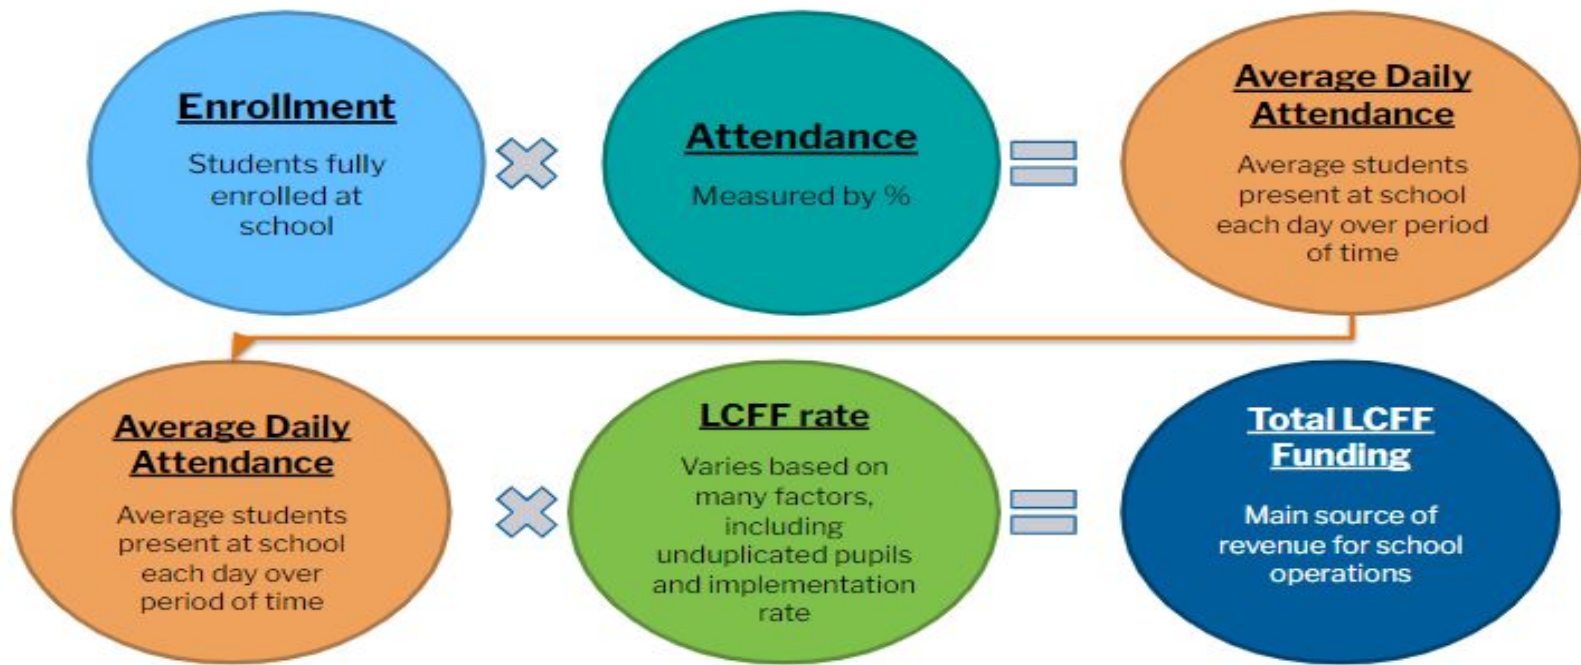 Enrollment
Students fully
enrolled at
school
Attendance
Measured by %
Average Daily
Attendance
Average students
present at school
each day over period
of time
Average Daily
Attendance
Average students
present at school
each day over
period of time
LCFF rate
Varies based on
many factors,
including
unduplicated pupils
and implementation
rate
Total LCFF
Funding
Main source of
revenue for school
operations